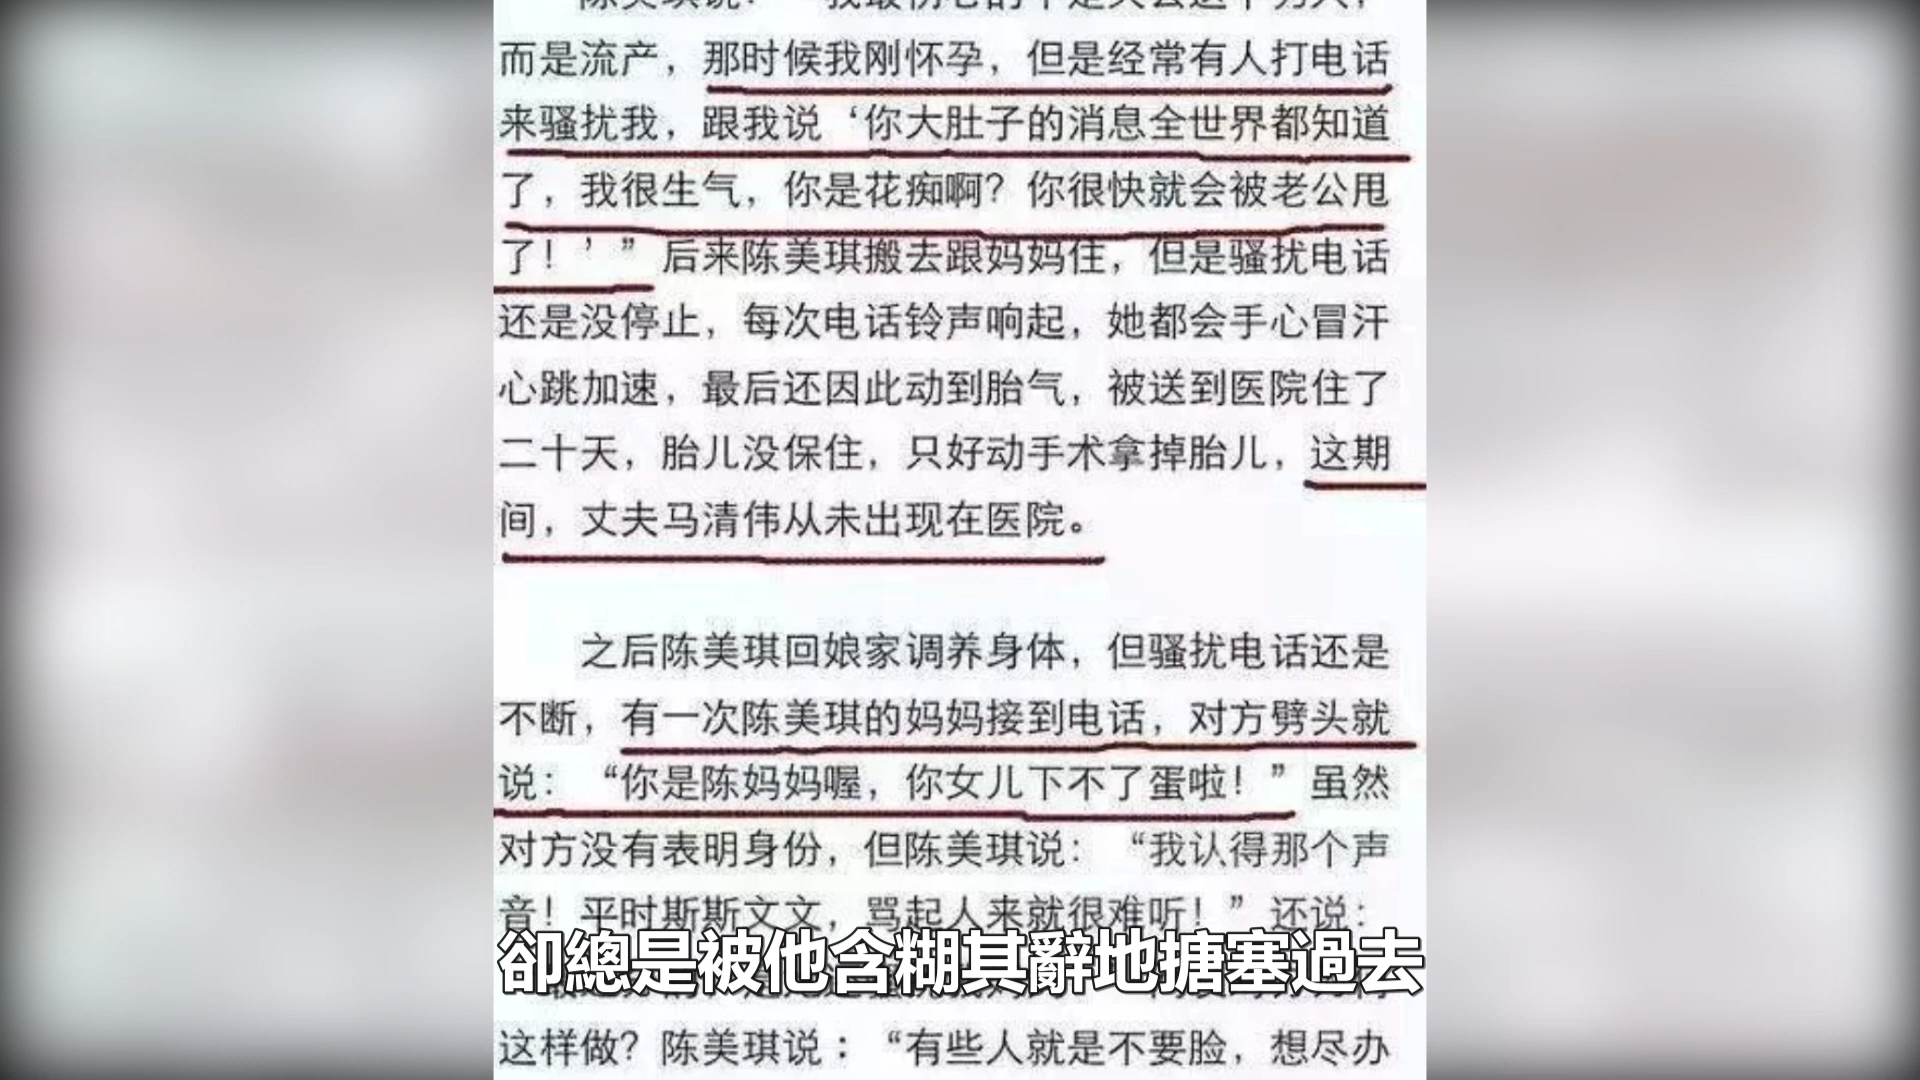 而是流产，那时候我刚怀孕，但是经常有人打电话
来骚扰我，跟我说‘你大肚子的消息全世界都知道
了，我很生气，你是花痴啊？你很快就会被老公甩
了！’”后来陈美琪搬去跟妈妈住，但是骚扰电话
还是没停止，每次电话铃声响起，她都会手心冒汗
心跳加速，最后还因此动到胎气，被送到医院住了
二十天，胎儿没保住，只好动手术拿掉胎儿，这期
间，丈夫马清伟从未出现在医院。
之后陈美琪回娘家调养身体，但骚扰电话还是
不断，有一次陈美琪的妈妈接到电话，对方劈头就
说：“你是陈妈妈喔，你女儿下不了蛋啦！”虽然
对方没有表明身份，但陈美琪说：“我认得那个声
音！平时斯斯文文，骂起人来就很难听！”还说：
卻總是被他含糊其辭地搪塞過去
这样做？陈美琪说：“有些人就是不要脸，想尽办